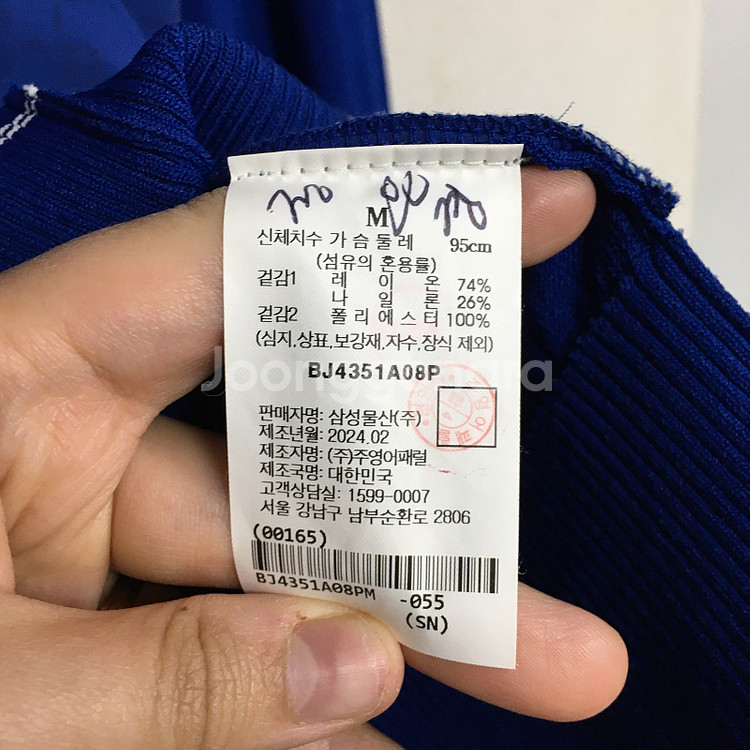 M
신체치수 가슴둘레 95cm
(섬유의 혼용률)
겉감1 레이온 74%
나일론 26%
겉감2 폴리에스터 100%
(심지,상표,보강재,자수,장식 제외)
BJ4351A08P
Joonggonara
판매자명: 삼성물산(주)
제조년월: 2024.02
제조자명: (주)주영어패럴
제조국명: 대한민국
고객상담실: 1599-0007
서울 강남구 남부순환로 2806
(00165)
BJ4351A08PM -055
(SN)